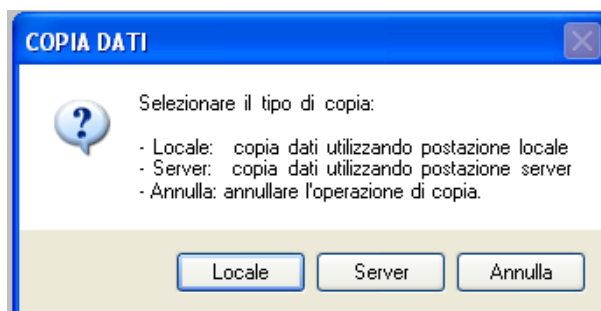 COPIA DATI
Selezionare il tipo di copia:
- Locale: copia dati utilizzando postazione locale
- Server: copia dati utilizzando postazione server
- Annulla: annullare l'operazione di copia.
Locale Server Annulla